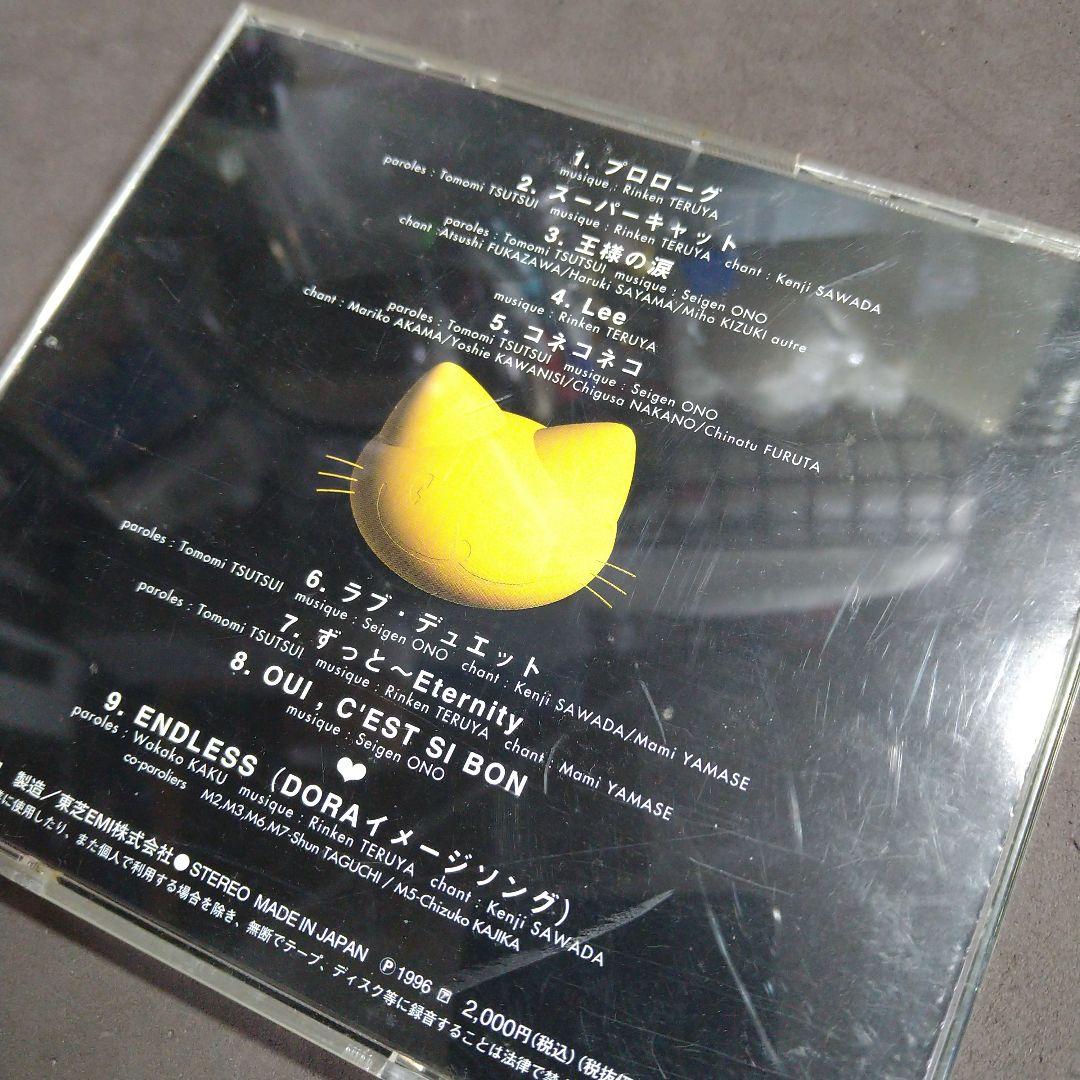 1. プロローグ
musique : Rinken TERUYA
2. スーパーキャット
paroles : Tomomi TSUTSUI musique : Rinken TERUYA chant : Kenji SAWADA
3. 王様の涙
paroles : Tomomi TSUTSUI musique : Seigen ONO
chant :Atsushi FUKAZAWA/Haruki SAYAMA/Miho KIZUKI autre
4. Lee
musique : Rinken TERUYA
5. コネコネコ
paroles : Tomomi TSUTSUI musique : Seigen ONO
chant : Mariko AKAMA/Yoshie KAWANISI/Chigusa NAKANO/Chinatu FURUTA
6. ラブ・デュエット
paroles : Tomomi TSUTSUI musique : Seigen ONO chant : Kenji SAWADA/Mami YAMASE
7. ずっと〜Eternity
paroles : Tomomi TSUTSUI musique : Rinken TERUYA chant : Mami YAMASE
8. OUI, C'EST SI BON
musique : Seigen ONO
9. ENDLESS (DORAイメージソング)
paroles : Wakako KAKU musique : Rinken TERUYA chant : Kenji SAWADA
co-paroliers M2,M3,M6,M7-Shun TAGUCHI / M5-Chizuko KAJIKA
製造/東芝EMI株式会社●STEREO MADE IN JAPAN Ⓟ1996 2,000円(税込)(税抜
に使用したり、また個人で利用する場合を除き、無断でテープ、ディスク等に録音することは法律で